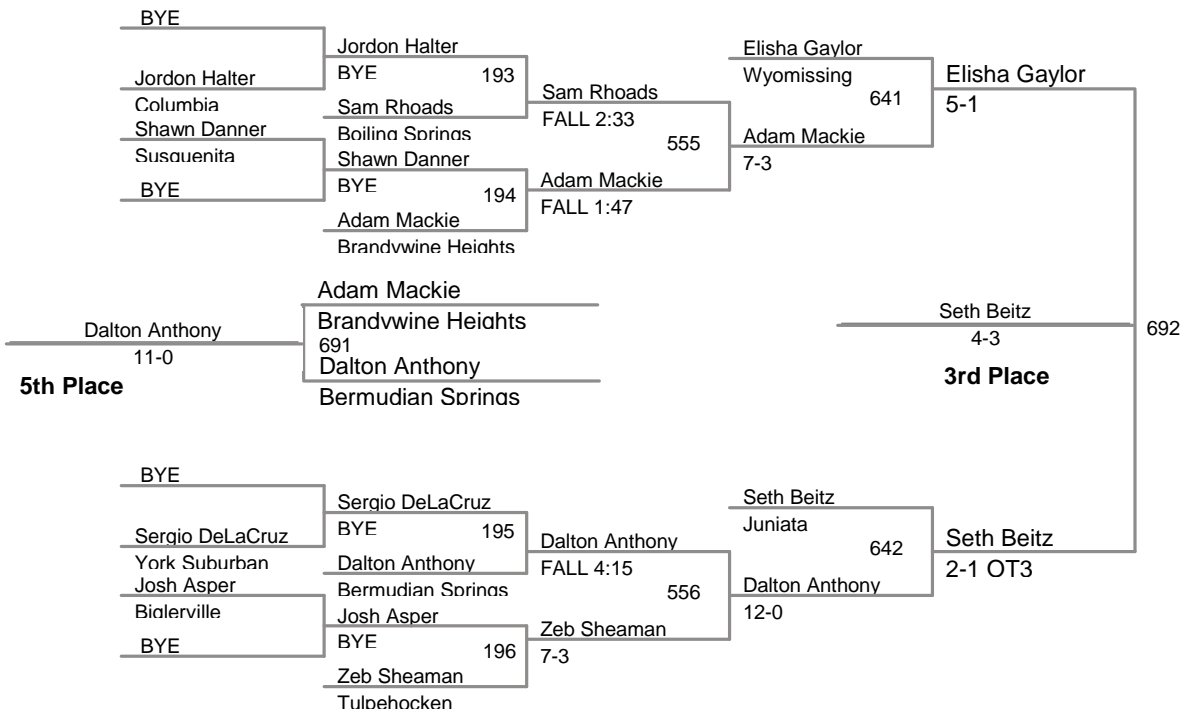 BYE
Jordon Halter
Columbia
Shawn Danner
Susquenita
BYE
Jordon Halter
BYE
193
Sam Rhoads
Boiling Springs
Shawn Danner
BYE
194
Adam Mackie
Brandywine Heights
Sam Rhoads
FALL 2:33
555
Adam Mackie
FALL 1:47
Elisha Gaylor
Wyomissing
641
Adam Mackie
7-3
Elisha Gaylor
5-1
Adam Mackie
Brandywine Heights
691
Dalton Anthony
Bermudian Springs
Dalton Anthony
11-0
5th Place
Seth Beitz
4-3
3rd Place
692
BYE
Sergio DeLaCruz
York Suburban
Josh Asper
Biglerville
BYE
Sergio DeLaCruz
BYE
195
Dalton Anthony
Bermudian Springs
Josh Asper
BYE
196
Zeb Sheaman
Tulpehocken
Dalton Anthony
FALL 4:15
556
Zeb Sheaman
7-3
Seth Beitz
Juniata
642
Dalton Anthony
12-0
Seth Beitz
2-1 OT3